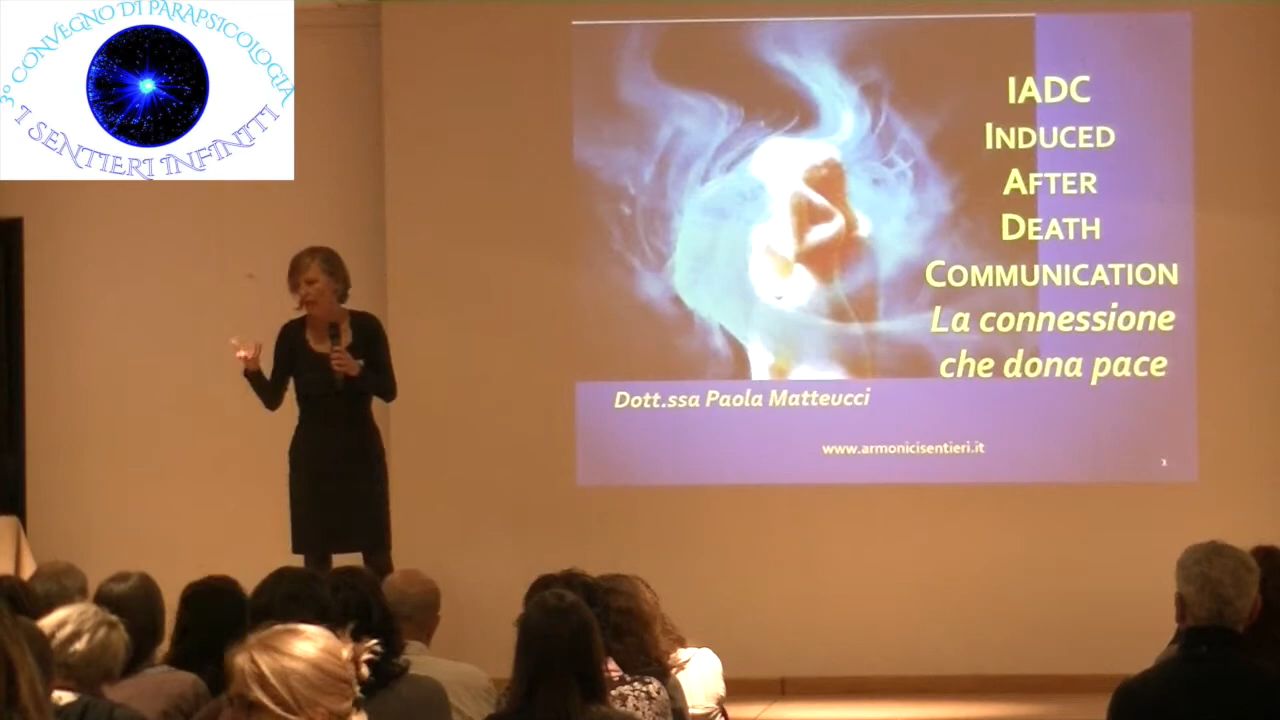 3° CONVEGNO DI PARAPSICOLOGIA
I SENTIERI INFINITI
IADC
INDUCED
AFTER
DEATH
COMMUNICATION
La connessione
che dona pace
Dott.ssa Paola Matteucci
www.armonicisentieri.it
1